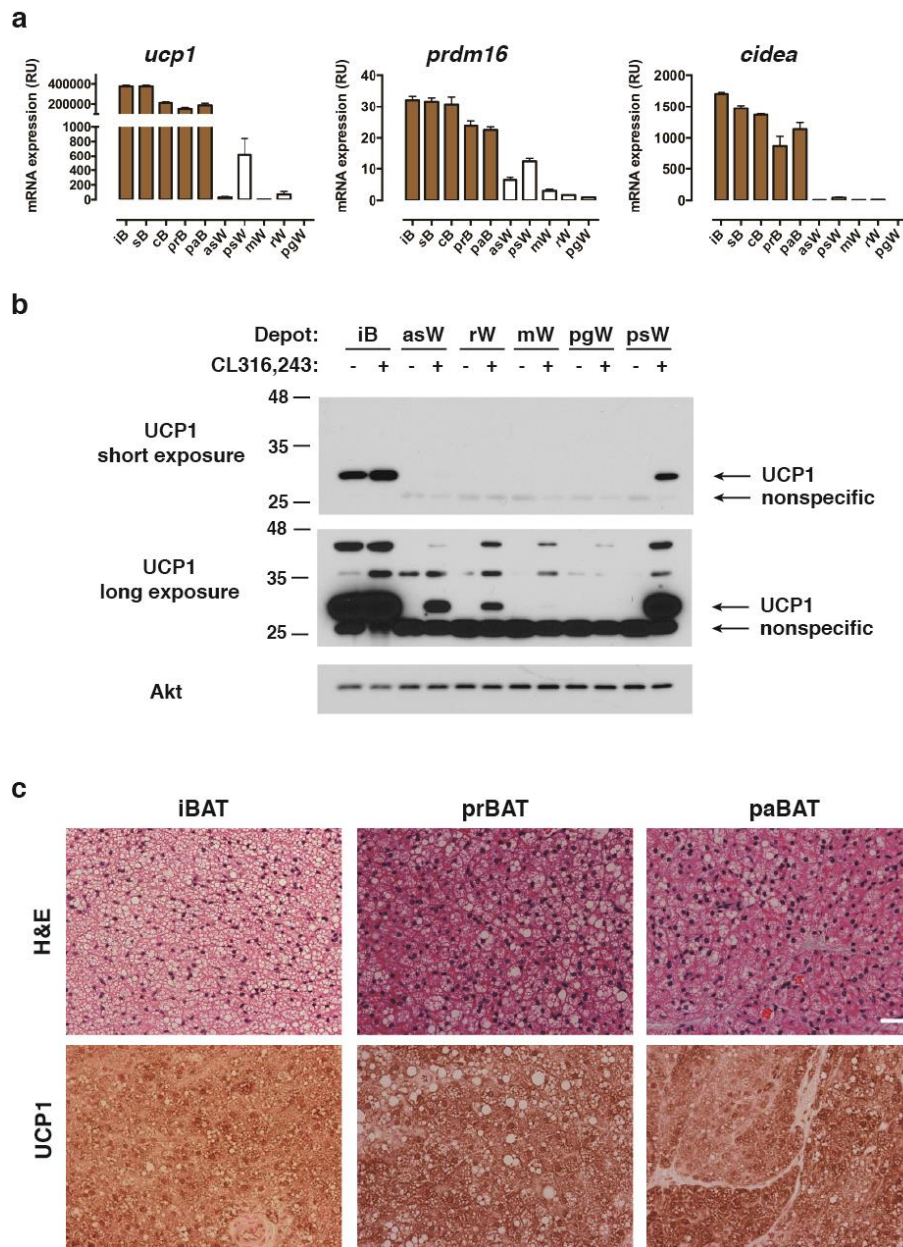 a
ucp1
prdm16
cidea
mRNA expression (RU)
400000
200000
1000
800
600
400
200
0
iB sB cB prB paB asW psW mW rW pgW
mRNA expression (RU)
40
30
20
10
0
iB sB cB prB paB asW psW mW rW pgW
mRNA expression (RU)
2000
1500
1000
500
0
iB sB cB prB paB asW psW mW rW pgW
b
Depot: iB asW rW mW pgW psW
CL316,243: - + - + - + - + - + - +
48
UCP1
short exposure
35
UCP1
25
nonspecific
48
UCP1
long exposure
35
UCP1
25
nonspecific
Akt
c
iBAT prBAT paBAT
H&E
UCP1